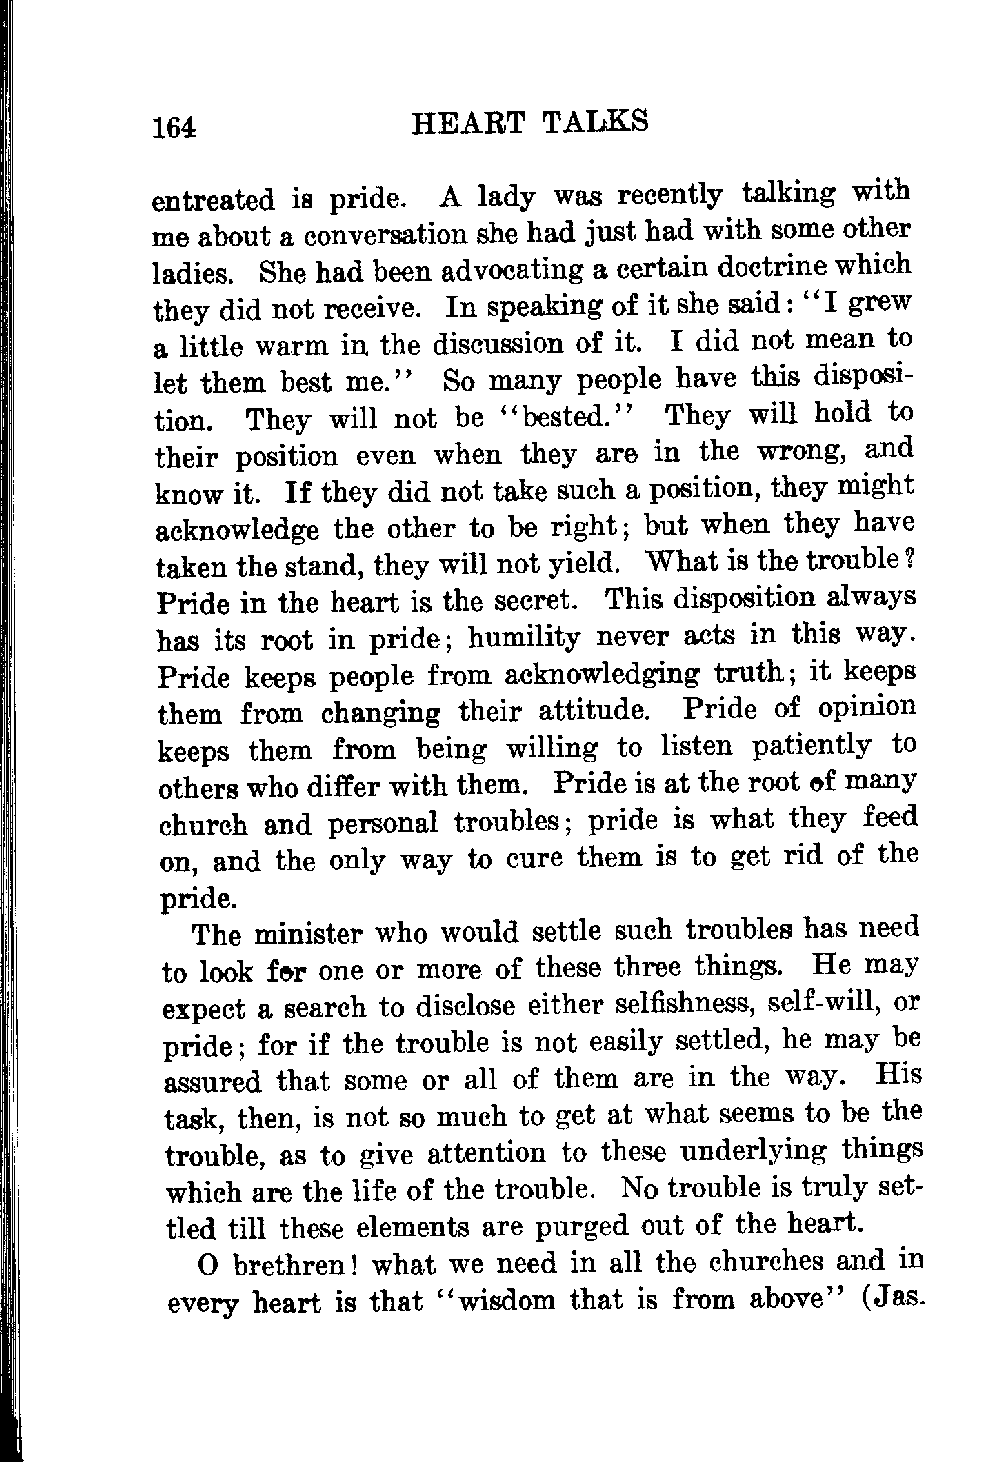 164 HEART TALKS
entreated is pride. A lady was recently talking with
me about a conversation she had just had with some other
ladies. She had been advocating a certain doctrine which
they did not receive. In speaking of it she said: "I grew
a little warm in the discussion of it. I did not mean to
let them best me." So many people have this disposi-
tion. They will not be "bested." They will hold to
their position even when they are in the wrong, and
know it. If they did not take such a position, they might
acknowledge the other to be right; but when they have
taken the stand, they will not yield. What is the trouble?
Pride in the heart is the secret. This disposition always
has its root in pride; humility never acts in this way.
Pride keeps people from acknowledging truth; it keeps
them from changing their attitude. Pride of opinion
keeps them from being willing to listen patiently to
others who differ with them. Pride is at the root of many
church and personal troubles; pride is what they feed
on, and the only way to cure them is to get rid of the
pride.
The minister who would settle such troubles has need
to look for one or more of these three things. He may
expect a search to disclose either selfishness, self-will, or
pride; for if the trouble is not easily settled, he may be
assured that some or all of them are in the way. His
task, then, is not so much to get at what seems to be the
trouble, as to give attention to these underlying things
which are the life of the trouble. No trouble is truly set-
tled till these elements are purged out of the heart.
O brethren! what we need in all the churches and in
every heart is that "wisdom that is from above" (Jas.